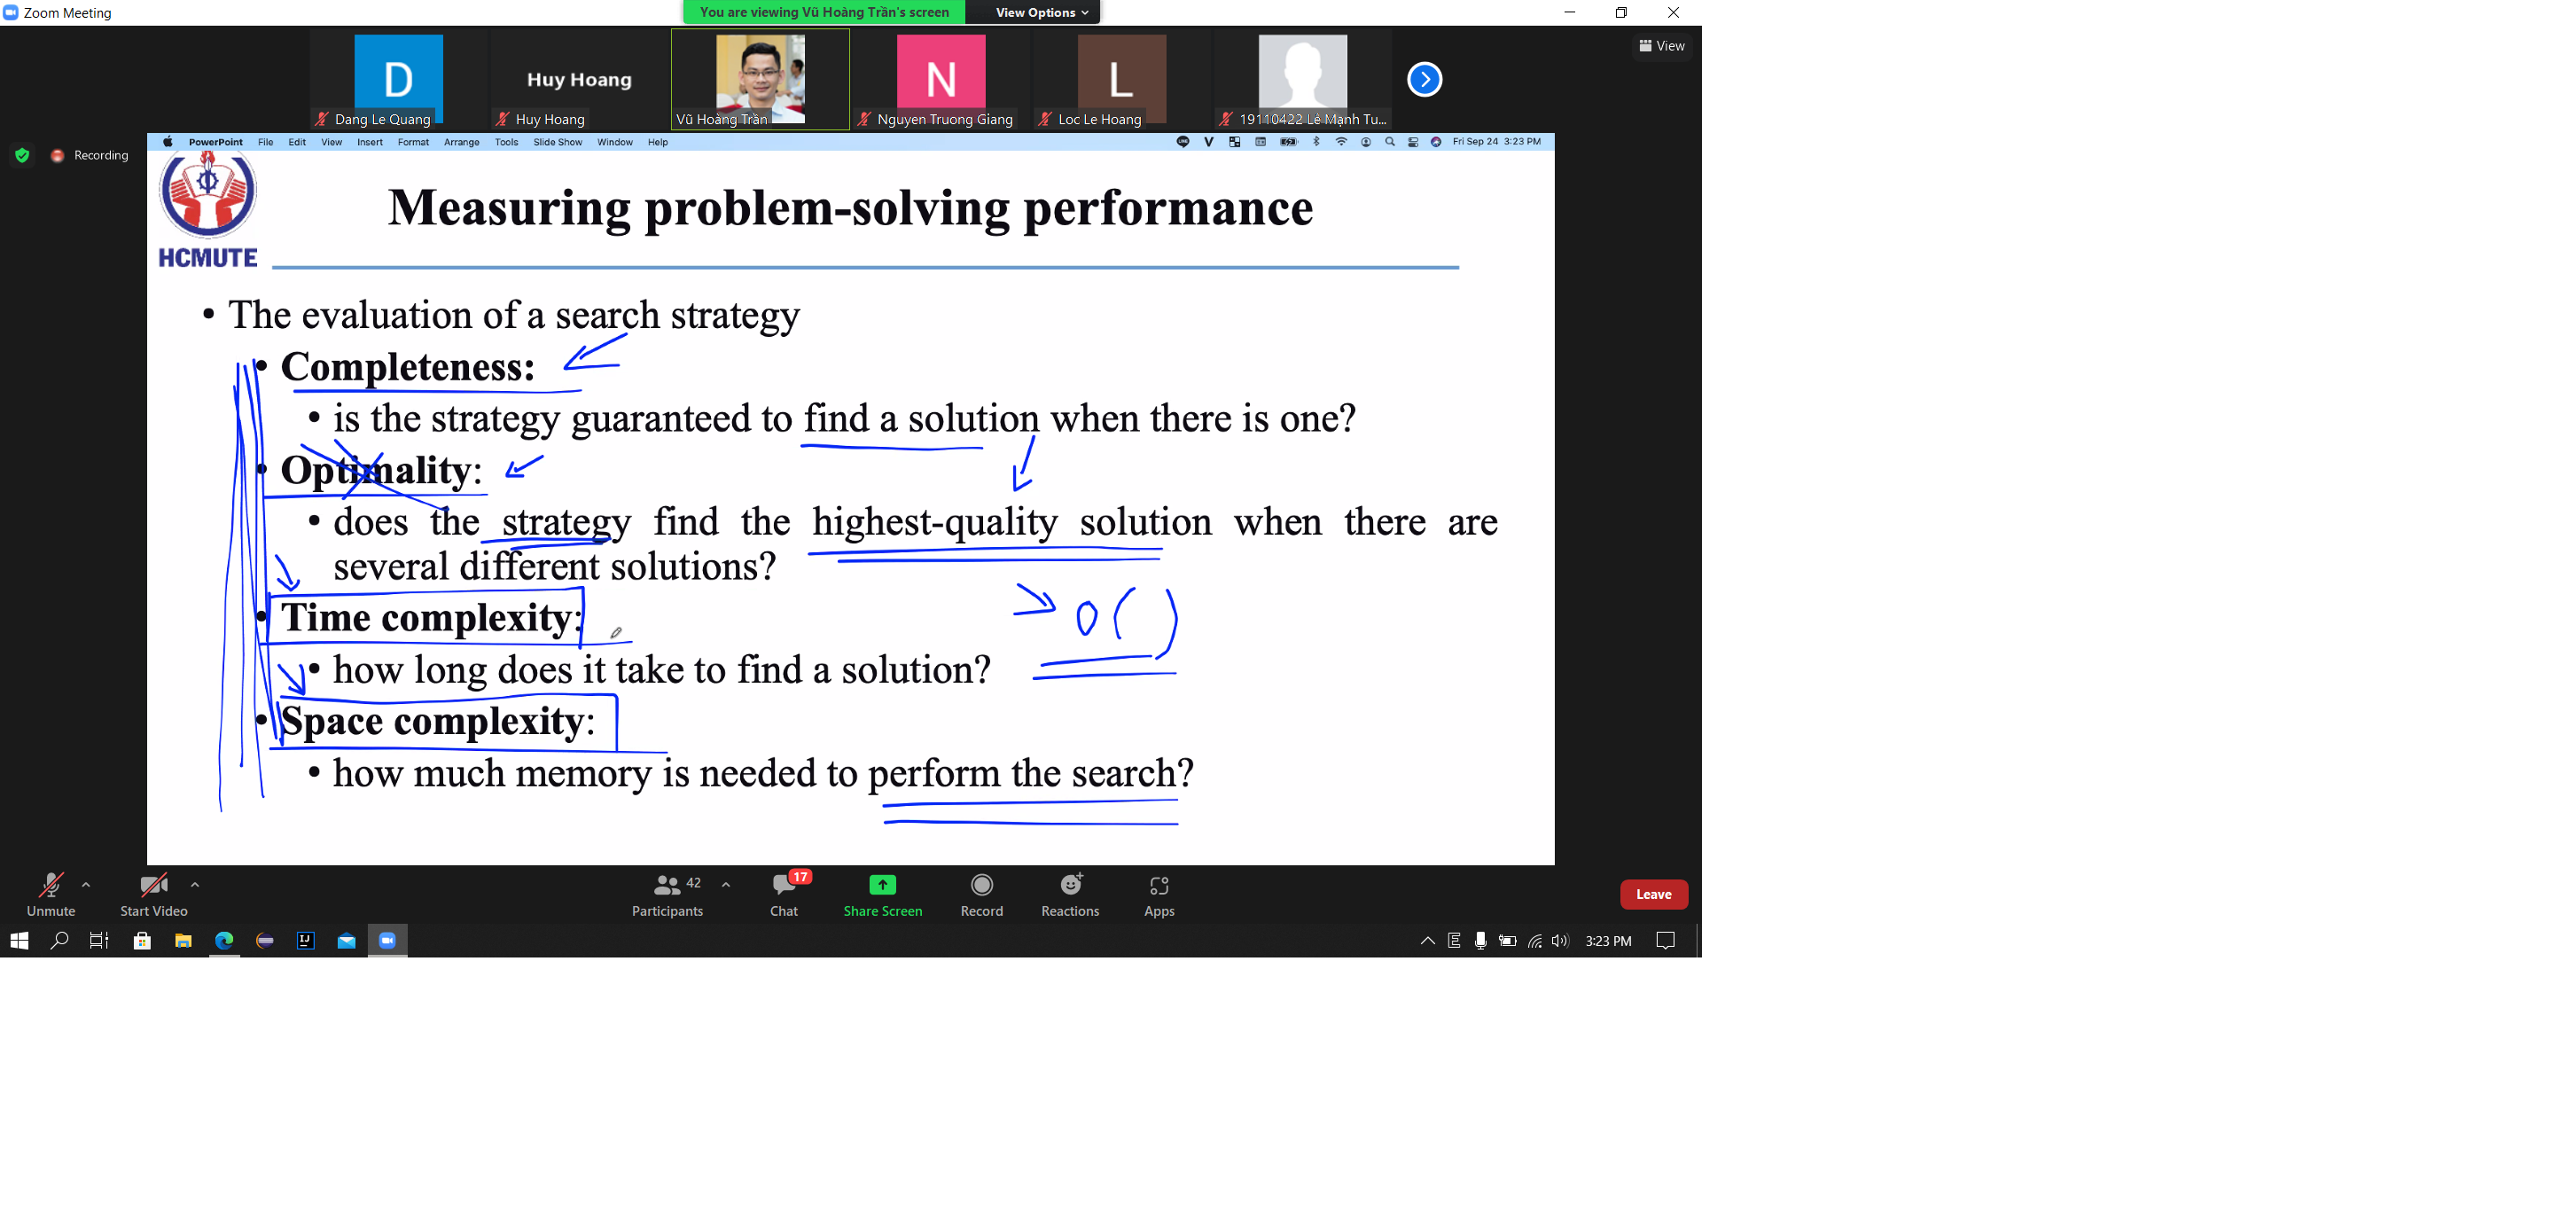 Zoom Meeting
You are viewing Vũ Hoàng Trần's screen
View Options
D
Dang Le Quang
Huy Hoang
Huy Hoang
Vũ Hoàng Trần
N
Nguyen Truong Giang
L
Loc Le Hoang
19110422 Lê Mạnh Tu...
View
Recording
PowerPoint File Edit View Insert Format Arrange Tools Slide Show Window Help
Fri Sep 24 3:23 PM
HCMUTE
Measuring problem-solving performance
• The evaluation of a search strategy
• Completeness:
• is the strategy guaranteed to find a solution when there is one?
• Optimality:
• does the strategy find the highest-quality solution when there are
several different solutions?
• Time complexity:
O( )
• how long does it take to find a solution?
• Space complexity:
• how much memory is needed to perform the search?
Unmute
Start Video
42
Participants
17
Chat
Share Screen
Record
Reactions
Apps
Leave
IJ
E
3:23 PM